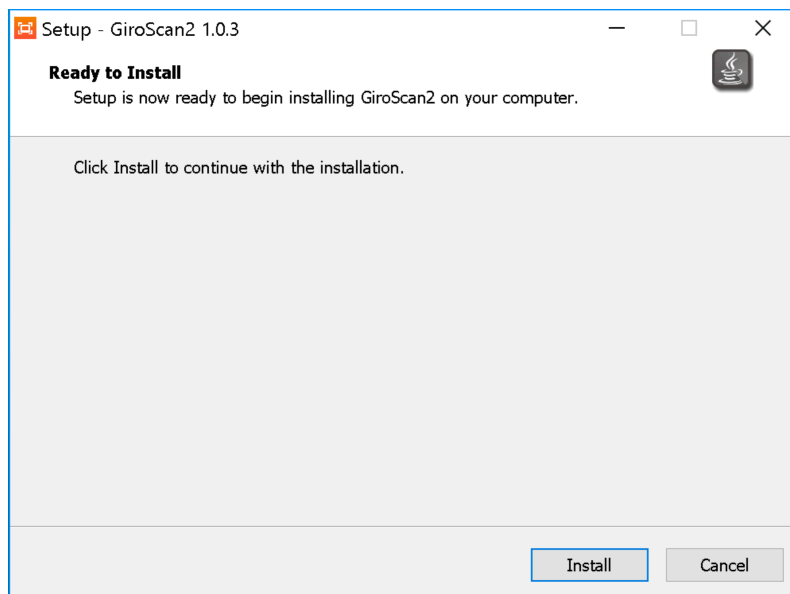 Setup - GiroScan2 1.0.3
Ready to Install
Setup is now ready to begin installing GiroScan2 on your computer.
Click Install to continue with the installation.
Install
Cancel